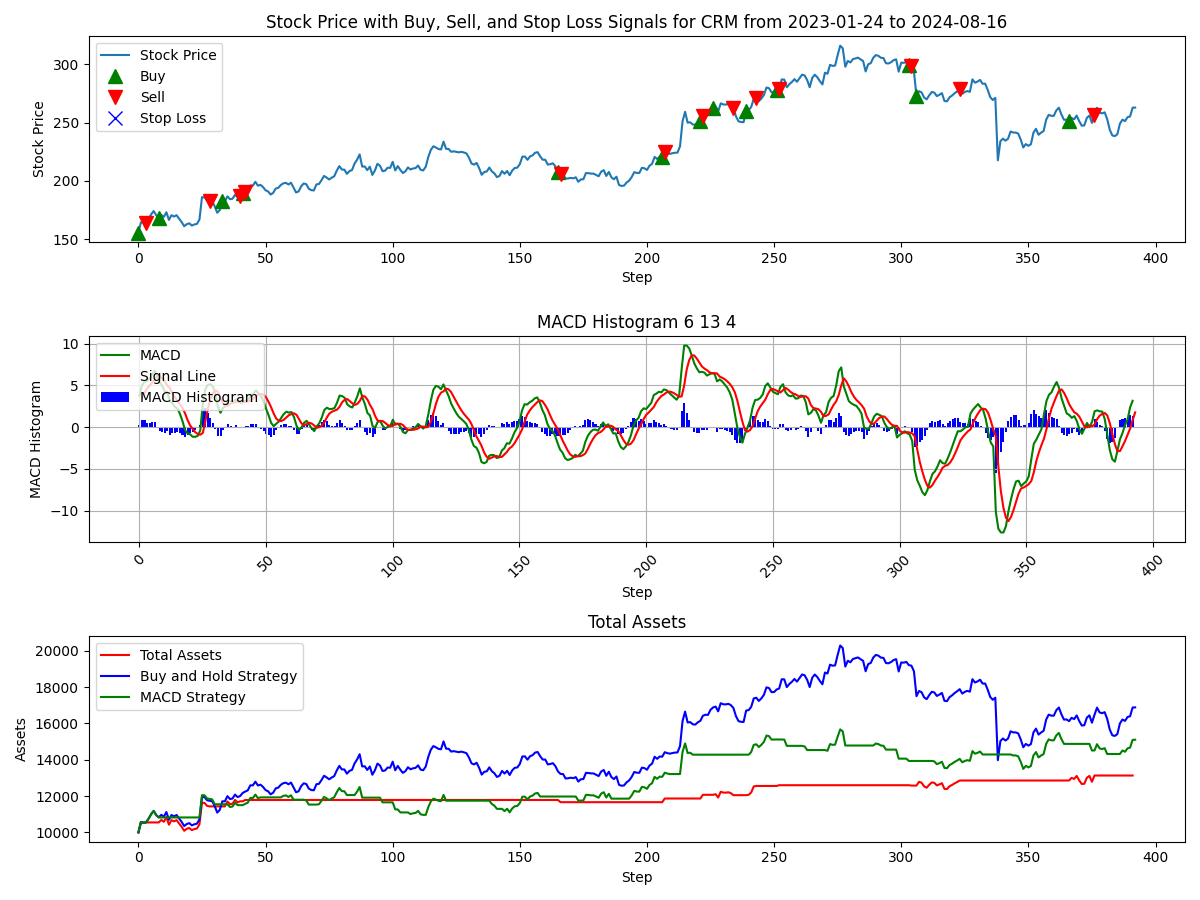 Stock Price with Buy, Sell, and Stop Loss Signals for CRM from 2023-01-24 to 2024-08-16
Stock Price
Buy
Sell
Stop Loss
Stock Price
300
250
200
150
0 50 100 150 200 250 300 350 400
Step
MACD Histogram 6 13 4
MACD
Signal Line
MACD Histogram
MACD Histogram
10
5
0
−5
−10
0 50 100 150 200 250 300 350 400
Step
Total Assets
Total Assets
Buy and Hold Strategy
MACD Strategy
Assets
20000
18000
16000
14000
12000
10000
0 50 100 150 200 250 300 350 400
Step